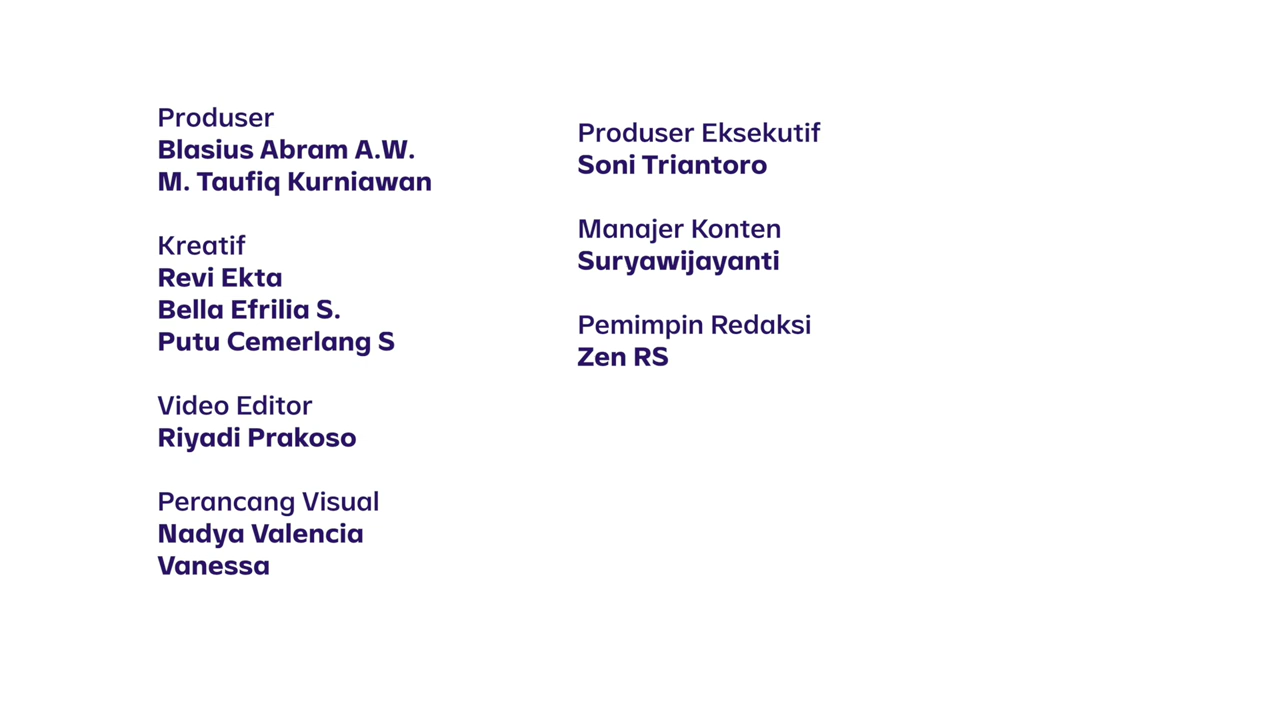 Produser
Blasius Abram A.W.
M. Taufiq Kurniawan
Kreatif
Revi Ekta
Bella Efrilia S.
Putu Cemerlang S
Video Editor
Riyadi Prakoso
Perancang Visual
Nadya Valencia
Vanessa
Produser Eksekutif
Soni Triantoro
Manajer Konten
Suryawijayanti
Pemimpin Redaksi
Zen RS